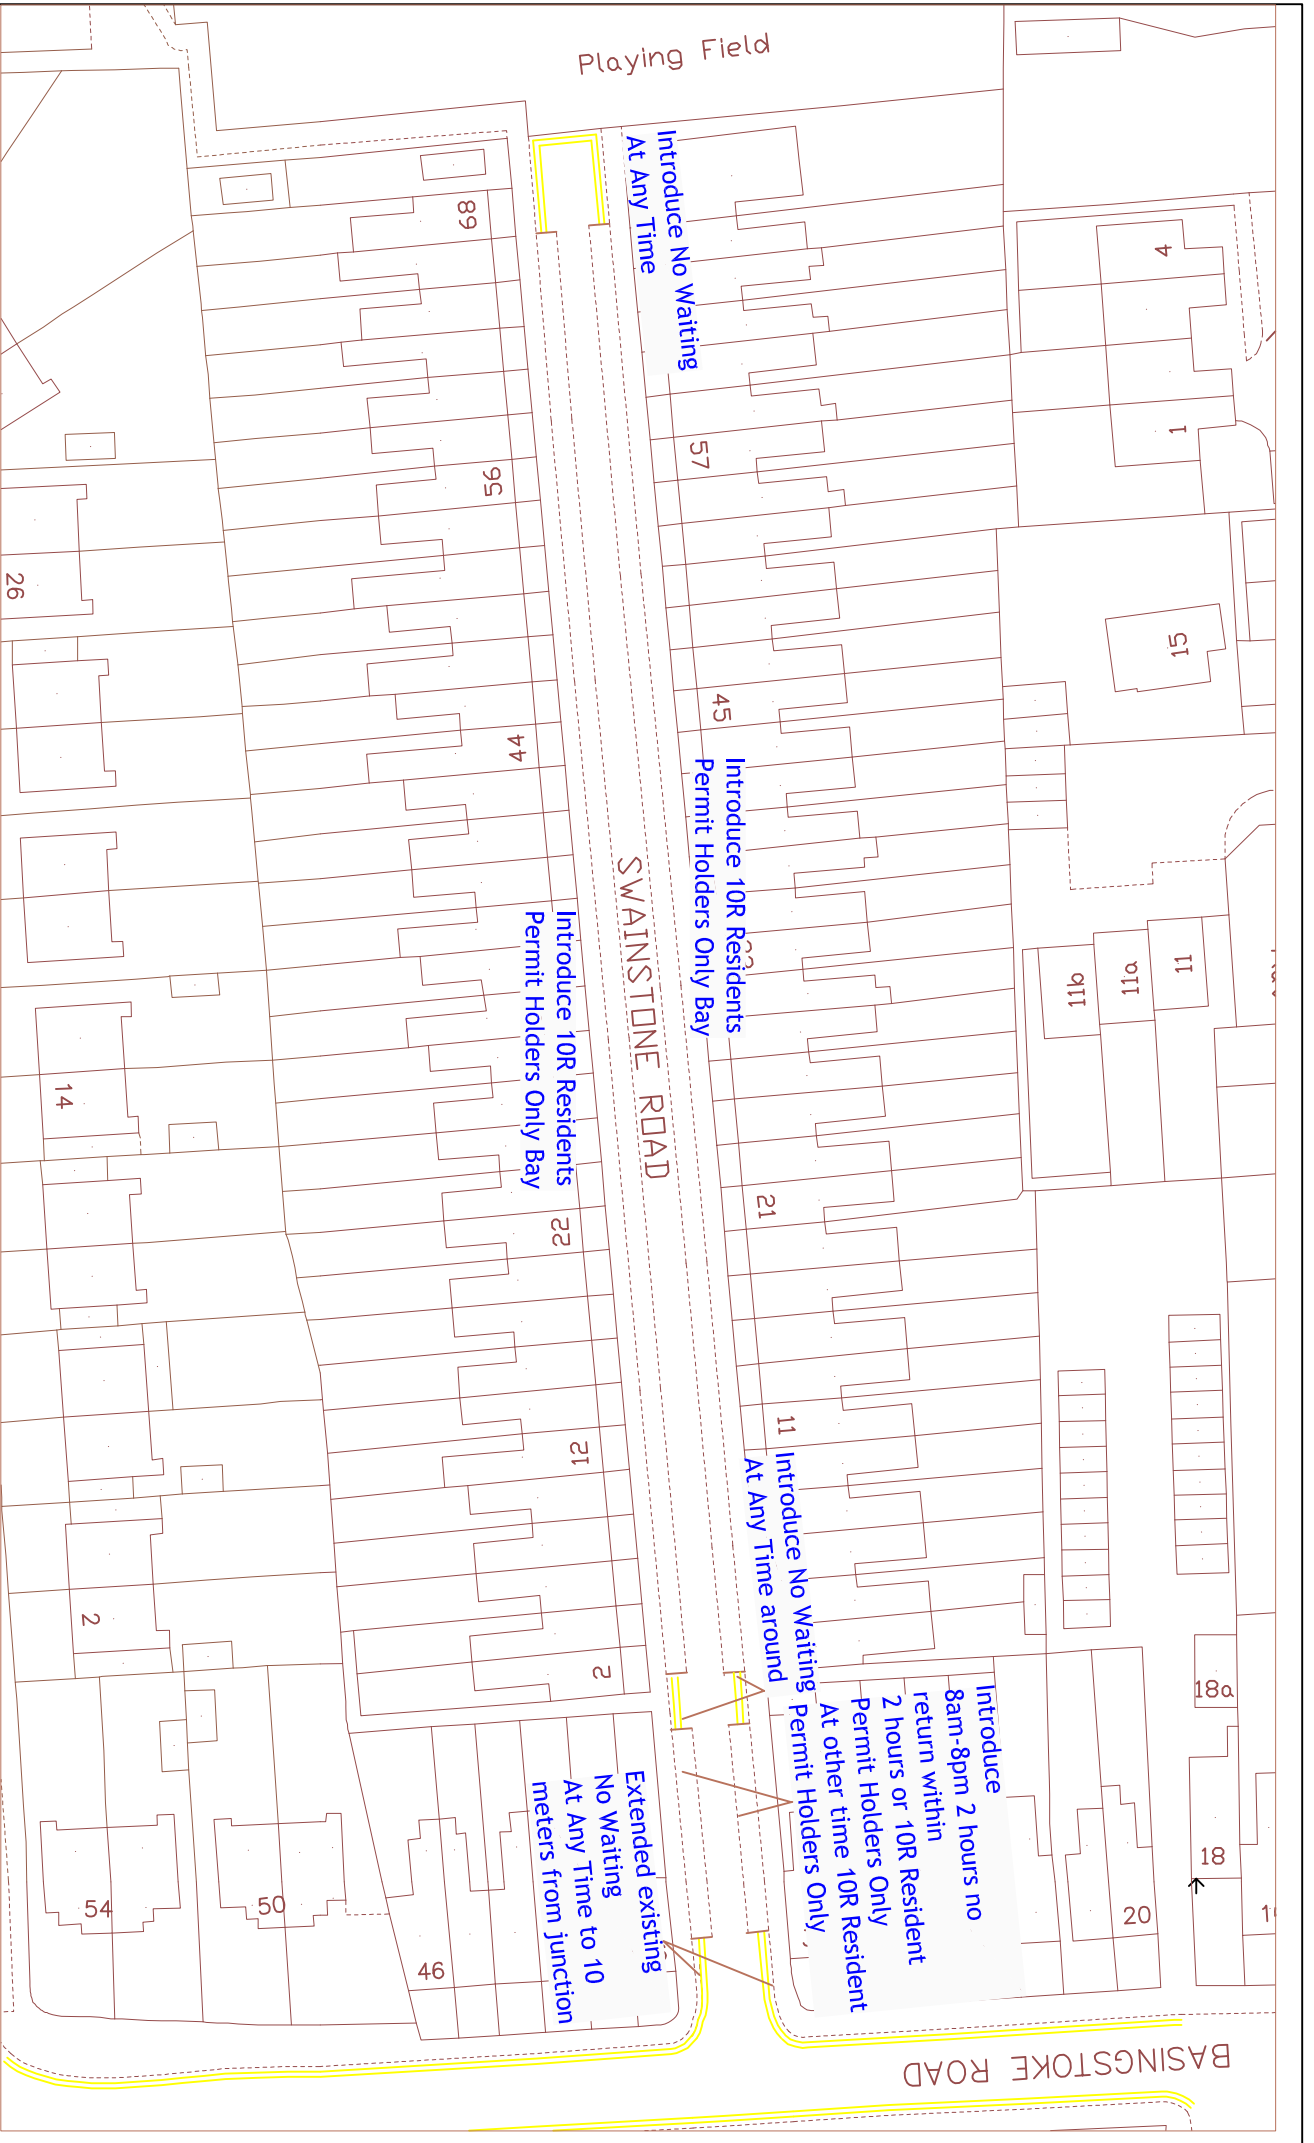 Playing Field
Introduce No Waiting
At Any Time
68
4
1
57
56
26
15
45
44
Introduce 10R Residents
Permit Holders Only Bay
SWAINSTONE ROAD
Introduce 10R Residents
Permit Holders Only Bay
11b
11a
11
14
21
22
11
12
Introduce No Waiting
At Any Time around
2
2
18a
Introduce
8am-8pm 2 hours no
return within
2 hours or 10R Resident
Permit Holders Only
At other time 10R Resident
Permit Holders Only
Extended existing
No Waiting
At Any Time to 10
meters from junction
18
54
50
46
20
BASINGSTOKE ROAD